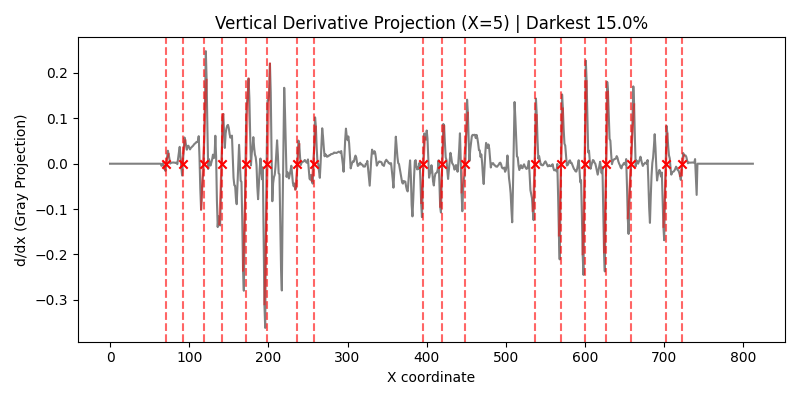 Vertical Derivative Projection (X=5) | Darkest 15.0%
0.2
0.1
0.0
−0.1
−0.2
−0.3
d/dx (Gray Projection)
0 100 200 300 400 500 600 700 800
X coordinate